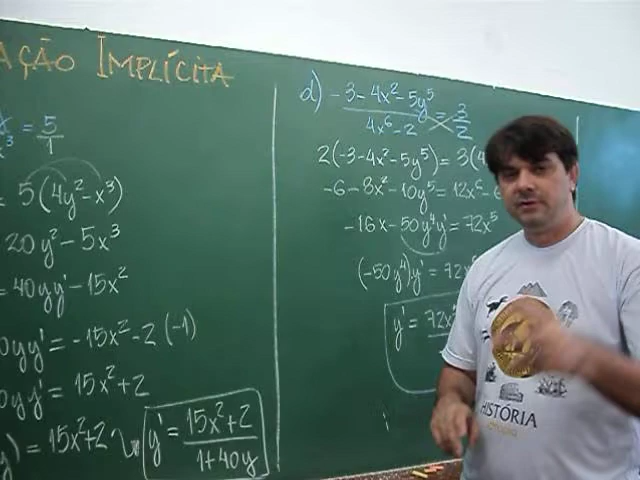 AÇÃO IMPLÍCITA
= 5/1
= 5(4y² - x³)
20y² - 5x³
= 40yy' - 15x²
yy' = -15x² - 2 (-1)
yy' = 15x² + 2
) = 15x² + 2
y' = (15x² + 2)/(1 + 40y)
d) (-3 - 4x² - 5y⁵)/(4x⁶ - 2) = 3/2
2(-3 - 4x² - 5y⁵) = 3(4
-6 - 8x² - 10y⁵ = 12x⁶ - 6
-16x - 50y⁴y' = 72x⁵
(-50y⁴)y' = 72x
y' = 72x
HISTÓRIA